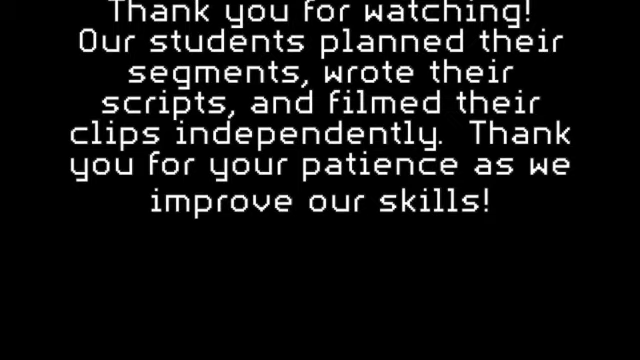 Thank you for watching!
Our students planned their
segments, wrote their
scripts, and filmed their
clips independently.  Thank
you for your patience as we
improve our skills!